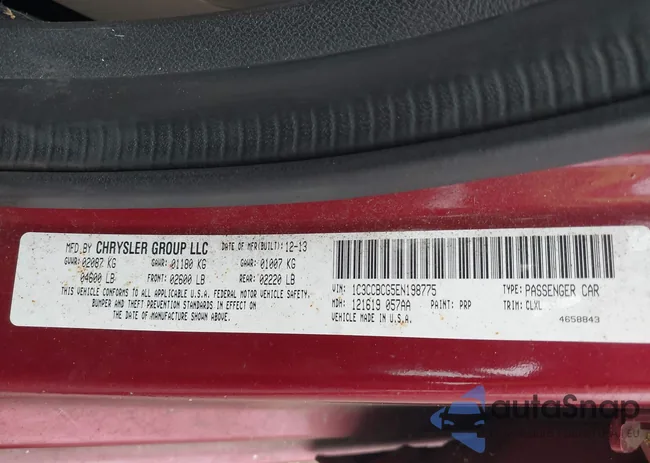 MFD.BY CHRYSLER GROUP LLC DATE OF MFR(BUILT): 12-13
GVWR: 02087 KG GAWR: 01180 KG GAWR: 01007 KG
04600 LB FRONT: 02600 LB REAR: 02220 LB
THIS VEHICLE CONFORMS TO ALL APPLICABLE U.S.A. FEDERAL MOTOR VEHICLE SAFETY,
BUMPER AND THEFT PREVENTION STANDARDS IN EFFECT ON
THE DATE OF MANUFACTURE SHOWN ABOVE.
VIN: 1C3CCBCG5EN198775 TYPE: PASSENGER CAR
MDH: 121619 057AA PAINT: PRP TRIM: CLXL
VEHICLE MADE IN U.S.A. 4658843
autoSnap